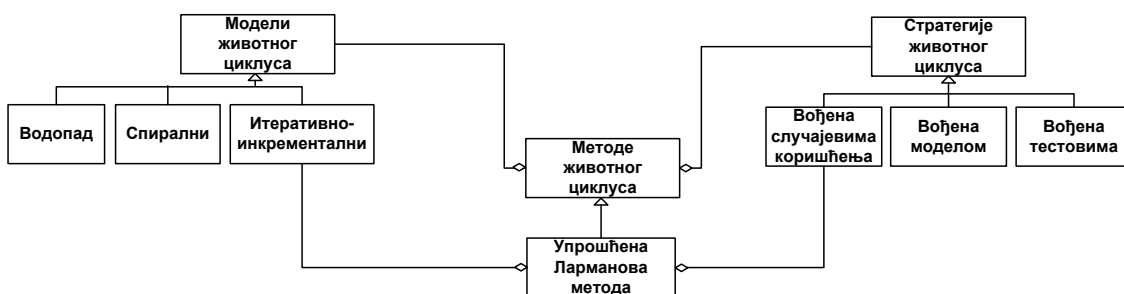 Модели
животног
циклуса
Стратегије
животног
циклуса
Водопад
Спирални
Итеративно-
инкрементални
Вођена
случајевима
коришћења
Вођена
моделом
Вођена
тестовима
Методе
животног
циклуса
Упрошћена
Ларманова
метода